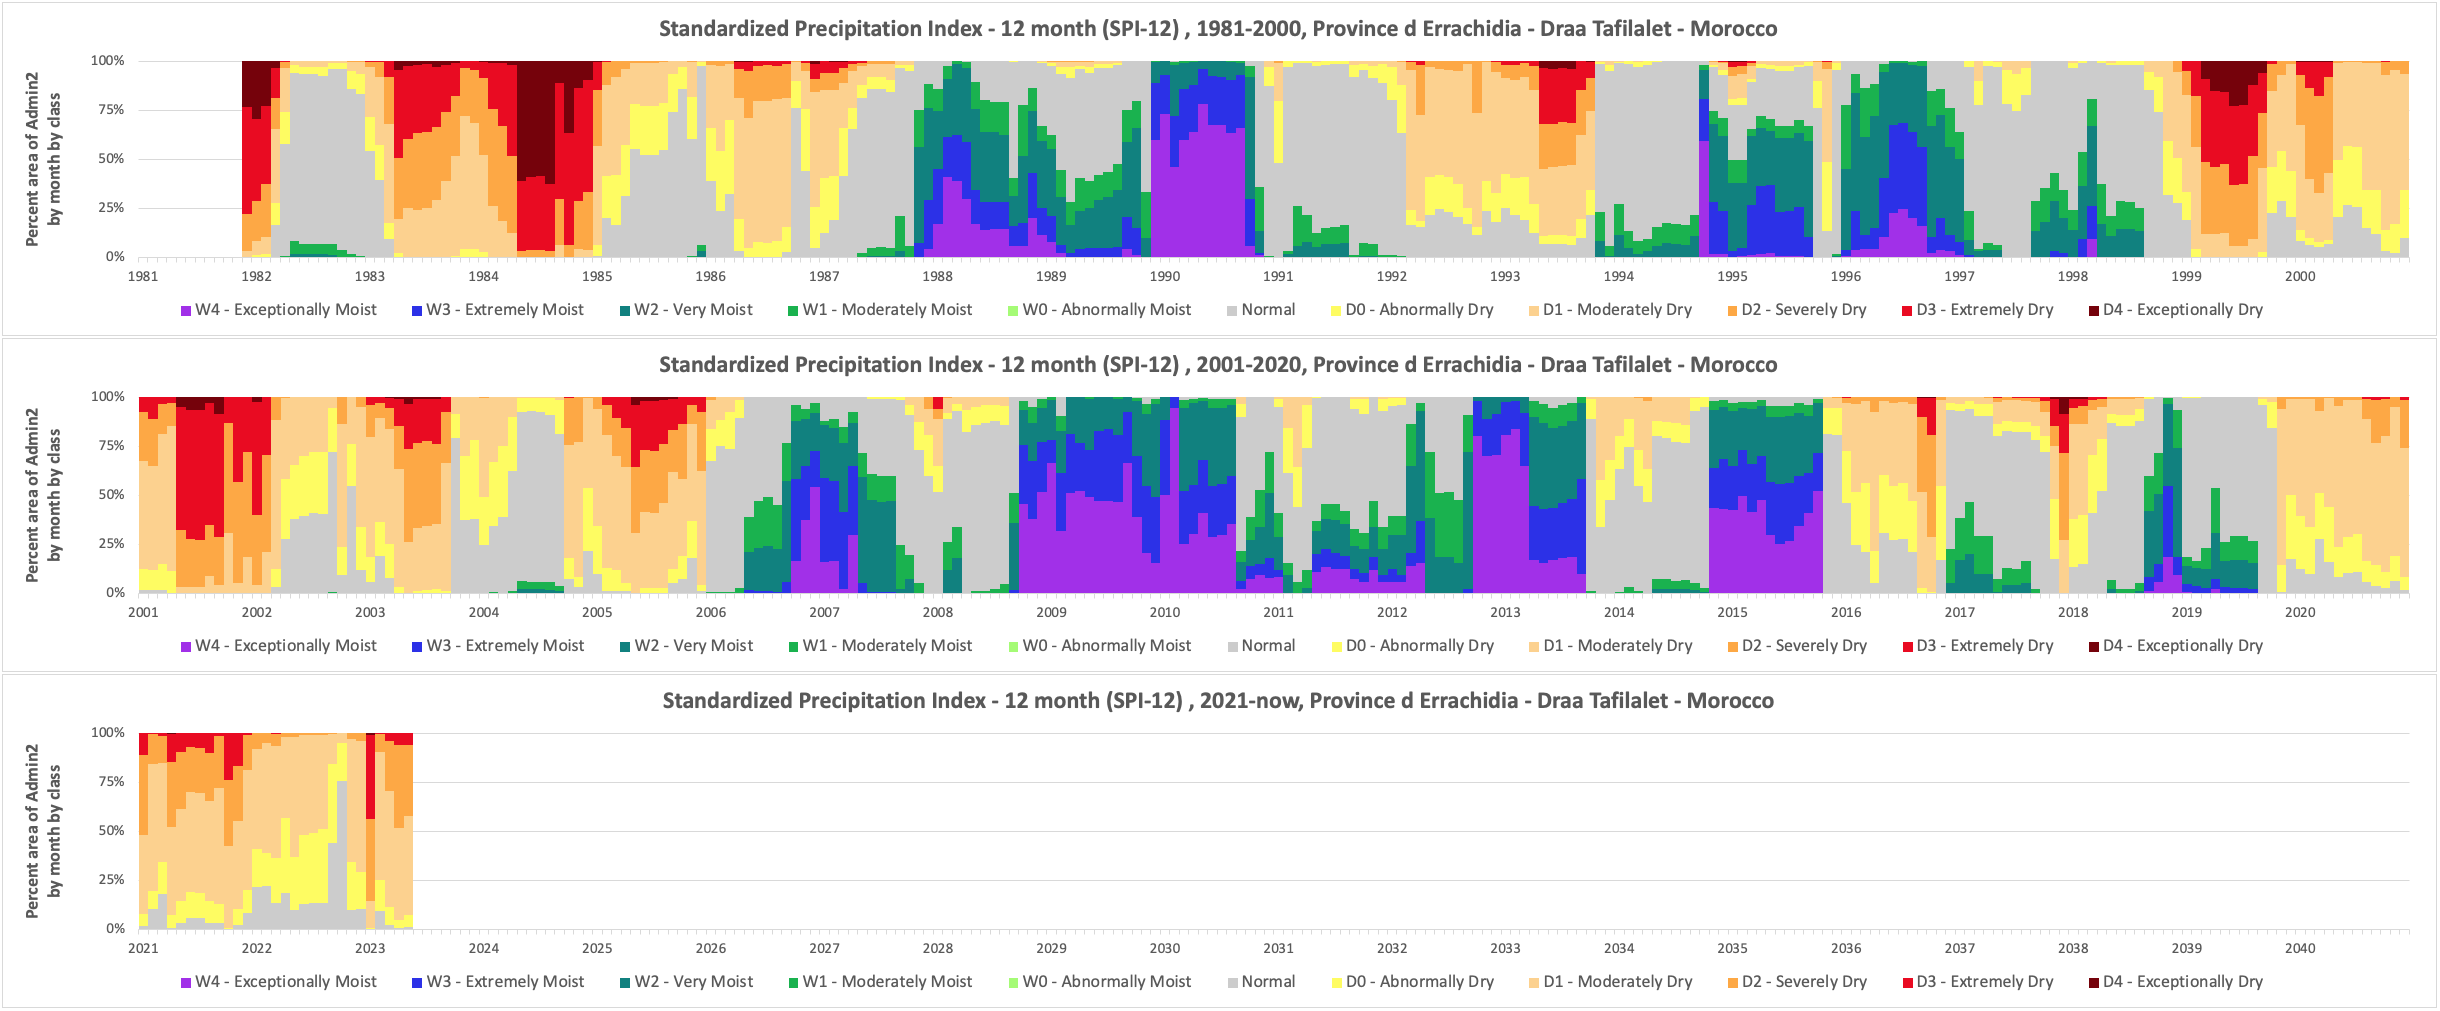 Standardized Precipitation Index - 12 month (SPI-12) , 1981-2000, Province d Errachidia - Draa Tafilalet - Morocco
Percent area of Admin2
by month by class
100%
75%
50%
25%
0%
1981 1982 1983 1984 1985 1986 1987 1988 1989 1990 1991 1992 1993 1994 1995 1996 1997 1998 1999 2000
W4 - Exceptionally Moist W3 - Extremely Moist W2 - Very Moist W1 - Moderately Moist W0 - Abnormally Moist Normal D0 - Abnormally Dry D1 - Moderately Dry D2 - Severely Dry D3 - Extremely Dry D4 - Exceptionally Dry
Standardized Precipitation Index - 12 month (SPI-12) , 2001-2020, Province d Errachidia - Draa Tafilalet - Morocco
Percent area of Admin2
by month by class
100%
75%
50%
25%
0%
2001 2002 2003 2004 2005 2006 2007 2008 2009 2010 2011 2012 2013 2014 2015 2016 2017 2018 2019 2020
W4 - Exceptionally Moist W3 - Extremely Moist W2 - Very Moist W1 - Moderately Moist W0 - Abnormally Moist Normal D0 - Abnormally Dry D1 - Moderately Dry D2 - Severely Dry D3 - Extremely Dry D4 - Exceptionally Dry
Standardized Precipitation Index - 12 month (SPI-12) , 2021-now, Province d Errachidia - Draa Tafilalet - Morocco
Percent area of Admin2
by month by class
100%
75%
50%
25%
0%
2021 2022 2023 2024 2025 2026 2027 2028 2029 2030 2031 2032 2033 2034 2035 2036 2037 2038 2039 2040
W4 - Exceptionally Moist W3 - Extremely Moist W2 - Very Moist W1 - Moderately Moist W0 - Abnormally Moist Normal D0 - Abnormally Dry D1 - Moderately Dry D2 - Severely Dry D3 - Extremely Dry D4 - Exceptionally Dry